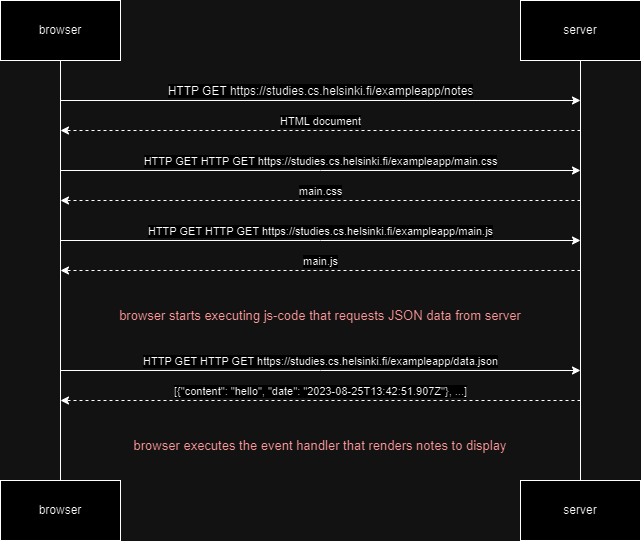 browser
server
HTTP GET https://studies.cs.helsinki.fi/exampleapp/notes
HTML document
HTTP GET HTTP GET https://studies.cs.helsinki.fi/exampleapp/main.css
main.css
HTTP GET HTTP GET https://studies.cs.helsinki.fi/exampleapp/main.js
main.js
browser starts executing js-code that requests JSON data from server
HTTP GET HTTP GET https://studies.cs.helsinki.fi/exampleapp/data.json
[{"content": "hello", "date": "2023-08-25T13:42:51.907Z"}, ...]
browser executes the event handler that renders notes to display
browser
server